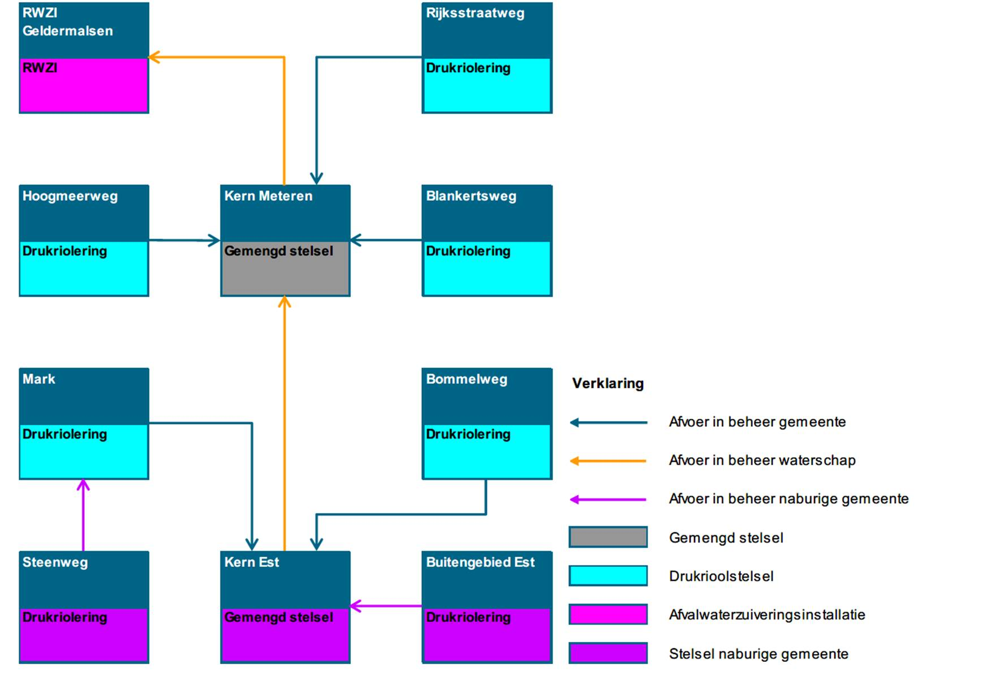 RWZI
Geldermalsen
RWZI
Rijksstraatweg
Drukriolering
Hoogmeerweg
Drukriolering
Kern Meteren
Gemengd stelsel
Blankertsweg
Drukriolering
Mark
Drukriolering
Bommelweg
Drukriolering
Steenweg
Drukriolering
Kern Est
Gemengd stelsel
Buitengebied Est
Drukriolering
Verklaring
Afvoer in beheer gemeente
Afvoer in beheer waterschap
Afvoer in beheer naburige gemeente
Gemengd stelsel
Drukrioolstelsel
Afvalwaterzuiveringsinstallatie
Stelsel naburige gemeente